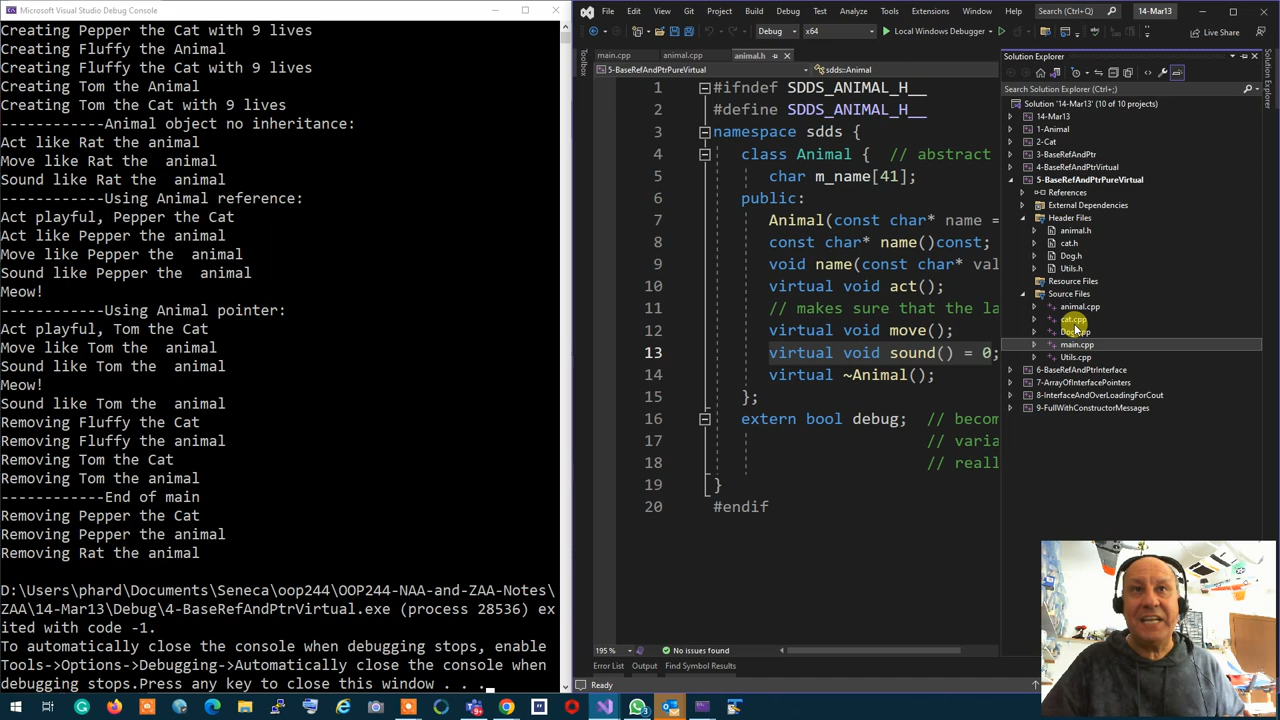 Microsoft Visual Studio Debug Console
Creating Pepper the Cat with 9 lives
Creating Fluffy the Animal
Creating Fluffy the Cat with 9 lives
Creating Tom the Animal
Creating Tom the Cat with 9 lives
------------Animal object no inheritance:
Act like Rat the animal
Move like Rat the  animal
Sound like Rat the  animal
------------Using Animal reference:
Act playful, Pepper the Cat
Act like Pepper the animal
Move like Pepper the  animal
Sound like Pepper the  animal
Meow!
------------Using Animal pointer:
Act playful, Tom the Cat
Move like Tom the  animal
Sound like Tom the  animal
Meow!
Sound like Tom the  animal
Removing Fluffy the Cat
Removing Fluffy the animal
Removing Tom the Cat
Removing Tom the animal
------------End of main
Removing Pepper the Cat
Removing Pepper the animal
Removing Rat the animal
D:\Users\phard\Documents\Seneca\oop244\OOP244-NAA-and-ZAA-Notes\
ZAA\14-Mar13\Debug\4-BaseRefAndPtrVirtual.exe (process 28536) ex
ited with code -1.
To automatically close the console when debugging stops, enable
Tools->Options->Debugging->Automatically close the console when
debugging stops.Press any key to close this window . . .
File Edit View Git Project Build Debug Test Analyze Tools Extensions Window Help Search (Ctrl+Q) 14-Mar13
Debug x64 Local Windows Debugger Live Share
Toolbox
main.cpp animal.cpp animal.h
5-BaseRefAndPtrPureVirtual sdds::Animal
1 #ifndef SDDS_ANIMAL_H__
2 #define SDDS_ANIMAL_H__
3 namespace sdds {
4 class Animal {  // abstract
5 char m_name[41];
6 public:
7 Animal(const char* name =
8 const char* name()const;
9 void name(const char* val
10 virtual void act();
11 // makes sure that the la
12 virtual void move();
13 virtual void sound() = 0;
14 virtual ~Animal();
15 };
16 extern bool debug;  // becom
17 // varia
18 // reall
19 }
20 #endif
195 % No issues found
Error List Output Find Symbol Results
Ready
Solution Explorer
Search Solution Explorer (Ctrl+;)
Solution '14-Mar13' (10 of 10 projects)
14-Mar13
1-Animal
2-Cat
3-BaseRefAndPtr
4-BaseRefAndPtrVirtual
5-BaseRefAndPtrPureVirtual
References
External Dependencies
Header Files
animal.h
cat.h
Dog.h
Utils.h
Resource Files
Source Files
animal.cpp
cat.cpp
Dog.cpp
main.cpp
Utils.cpp
6-BaseRefAndPtrInterface
7-ArrayOfInterfacePointers
8-InterfaceAndOverLoadingForCout
9-FullWithConstructorMessages
Solution Explorer